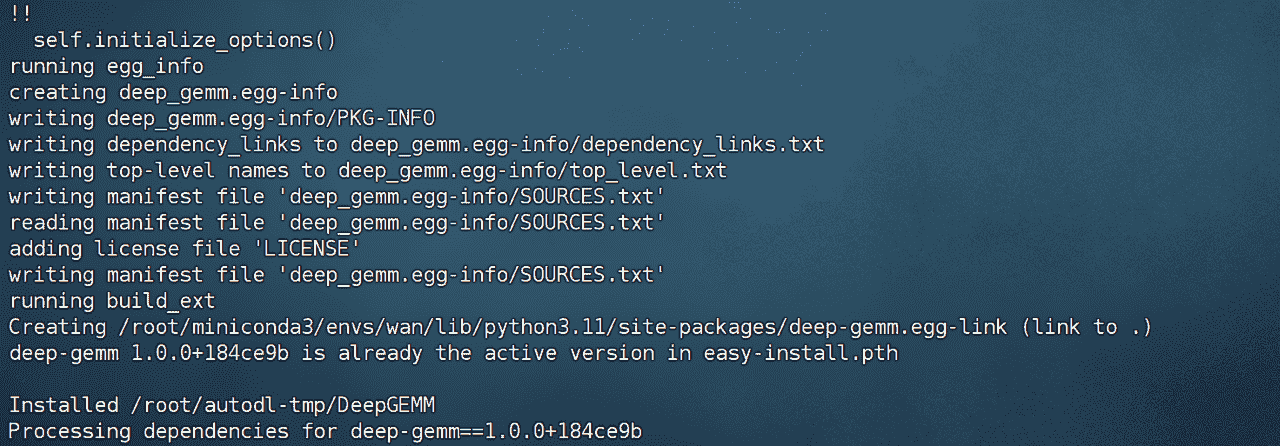 !!
  self.initialize_options()
running egg_info
creating deep_gemm.egg-info
writing deep_gemm.egg-info/PKG-INFO
writing dependency_links to deep_gemm.egg-info/dependency_links.txt
writing top-level names to deep_gemm.egg-info/top_level.txt
writing manifest file 'deep_gemm.egg-info/SOURCES.txt'
reading manifest file 'deep_gemm.egg-info/SOURCES.txt'
adding license file 'LICENSE'
writing manifest file 'deep_gemm.egg-info/SOURCES.txt'
running build_ext
Creating /root/miniconda3/envs/wan/lib/python3.11/site-packages/deep-gemm.egg-link (link to .)
deep-gemm 1.0.0+184ce9b is already the active version in easy-install.pth

Installed /root/autodl-tmp/DeepGEMM
Processing dependencies for deep-gemm==1.0.0+184ce9b